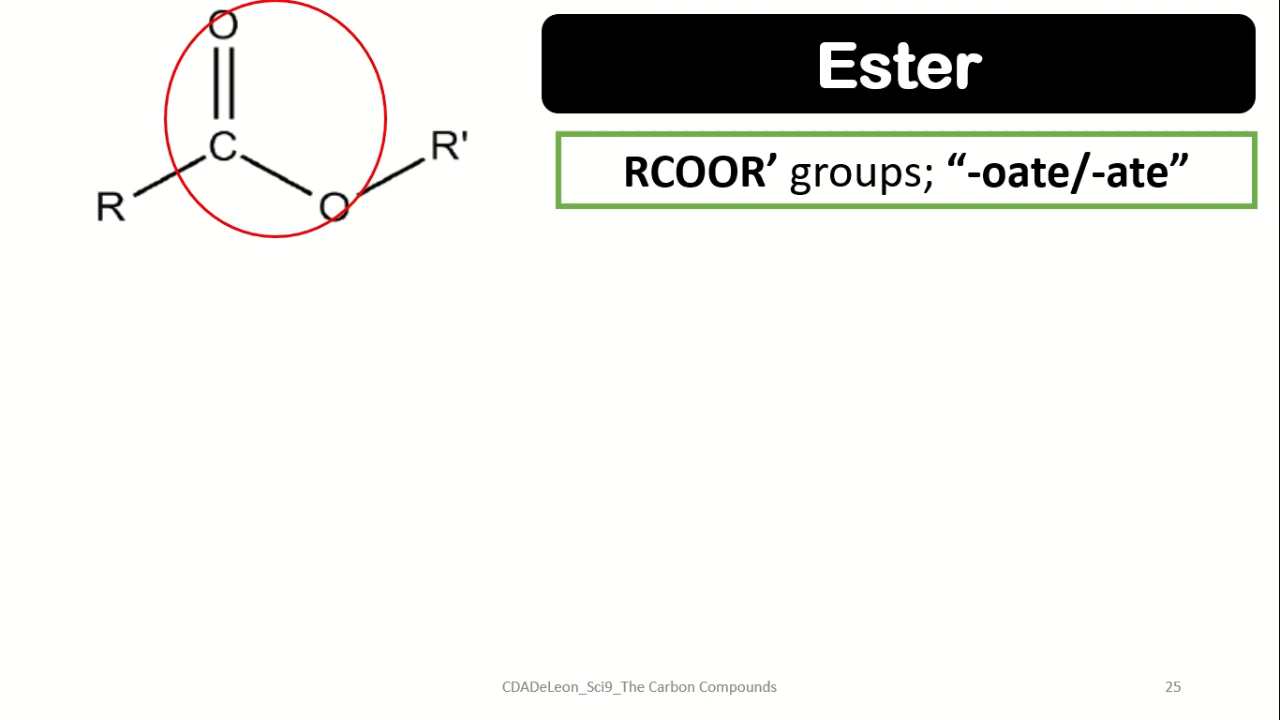 O
C
R'
R
O
Ester
RCOOR’ groups; “-oate/-ate”
CDADeLeon_Sci9_The Carbon Compounds
25